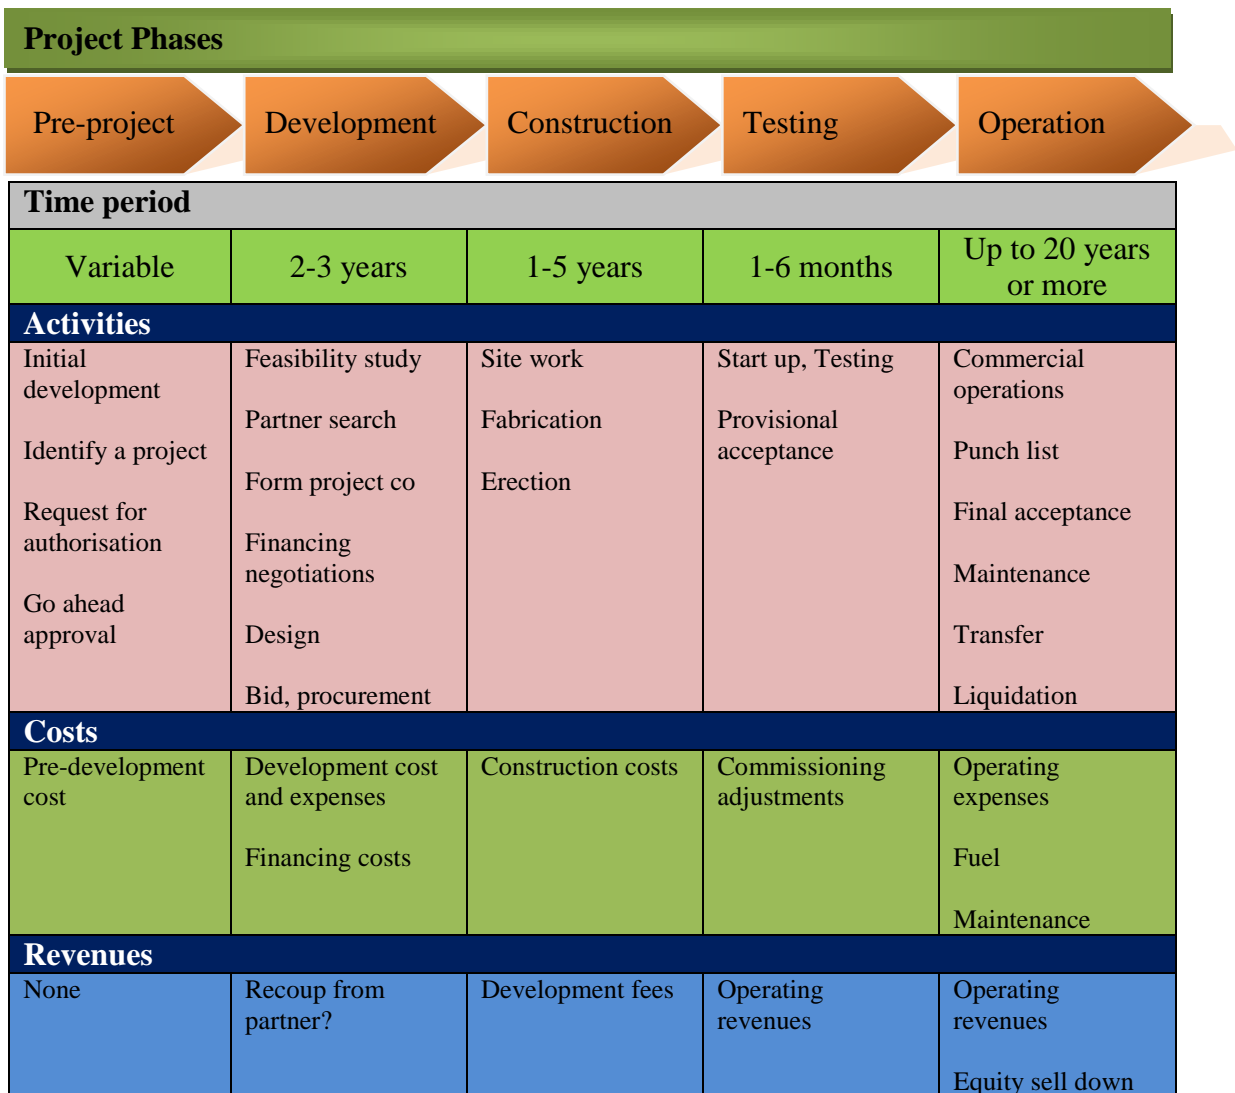 Project Phases
Pre-project
Development
Construction
Testing
Operation
Time period
Variable
2-3 years
1-5 years
1-6 months
Up to 20 years
or more
Activities
Initial
development
Identify a project
Request for
authorisation
Go ahead
approval
Feasibility study
Partner search
Form project co
Financing
negotiations
Design
Bid, procurement
Site work
Fabrication
Erection
Start up, Testing
Provisional
acceptance
Commercial
operations
Punch list
Final acceptance
Maintenance
Transfer
Liquidation
Costs
Pre-development
cost
Development cost
and expenses
Financing costs
Construction costs
Commissioning
adjustments
Operating
expenses
Fuel
Maintenance
Revenues
None
Recoup from
partner?
Development fees
Operating
revenues
Operating
revenues
Equity sell down